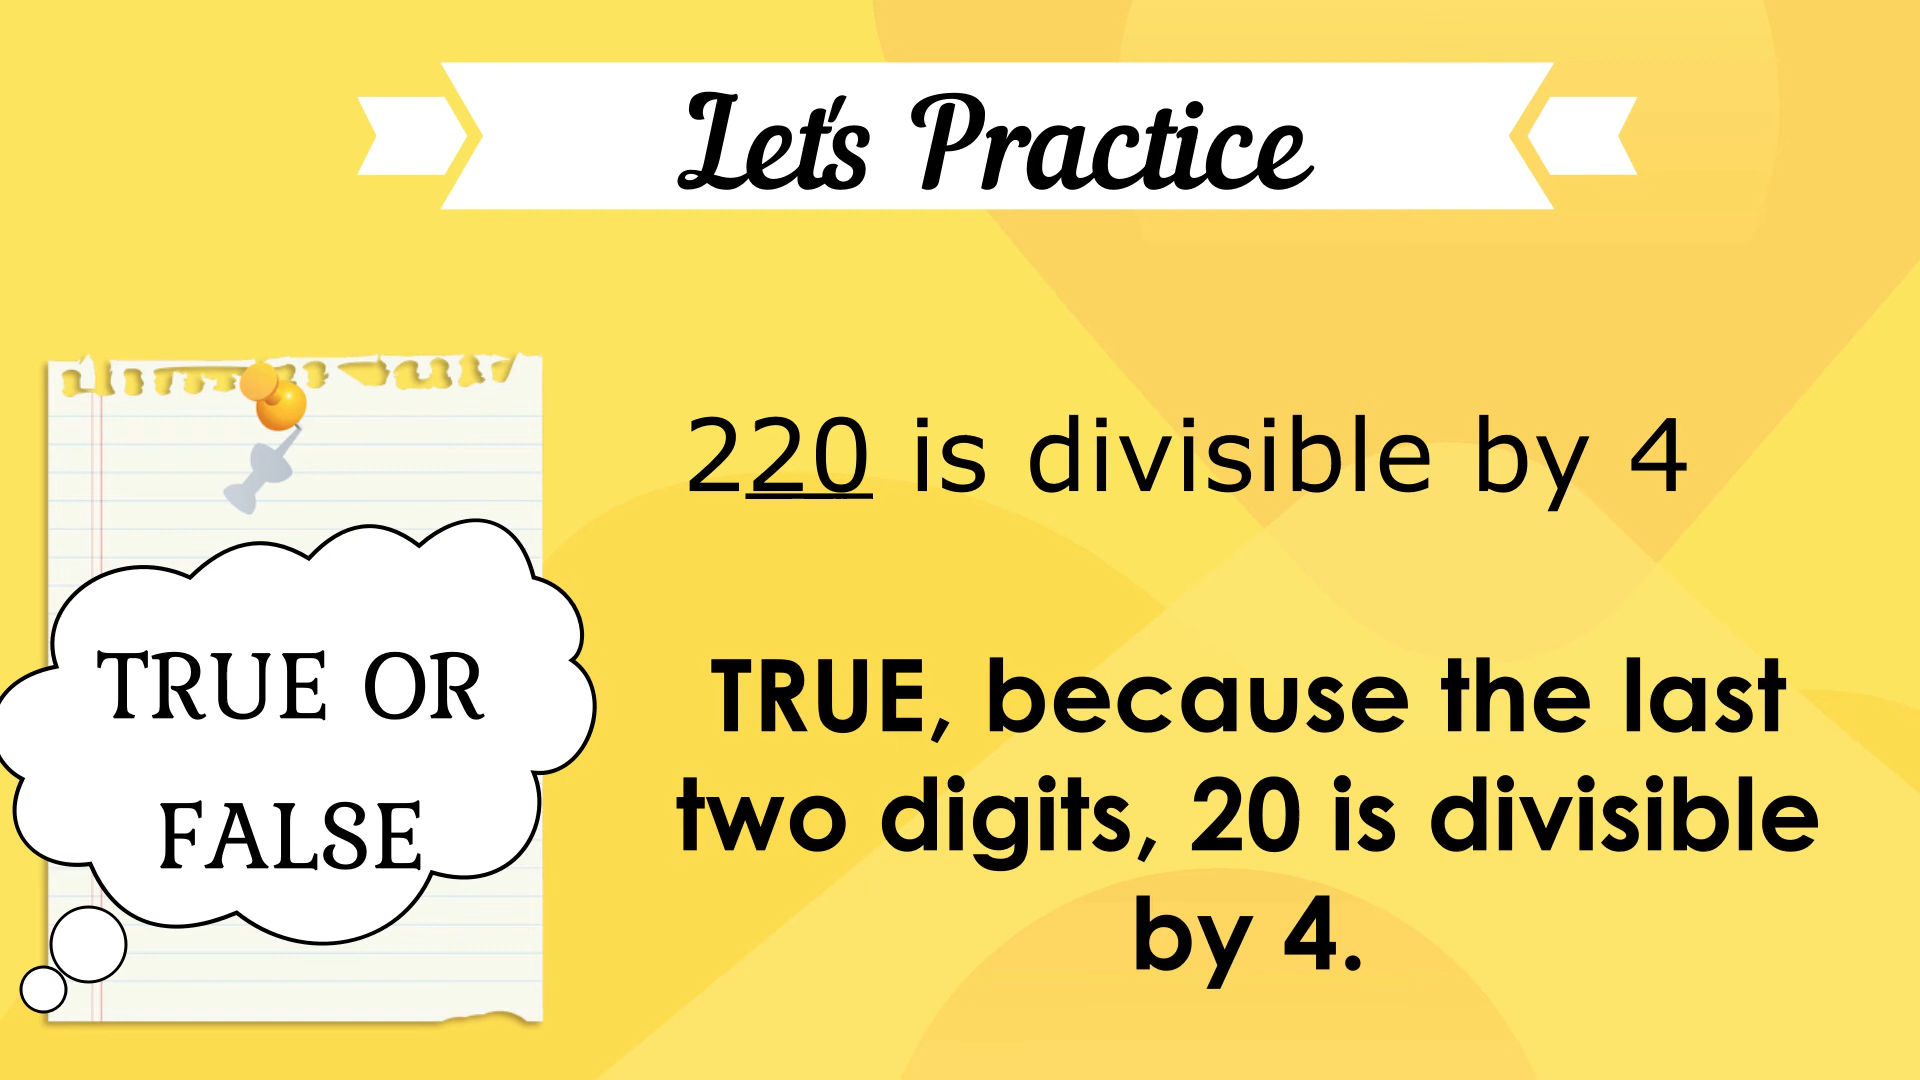 Let's Practice
220 is divisible by 4
TRUE OR
FALSE
TRUE, because the last
two digits, 20 is divisible
by 4.